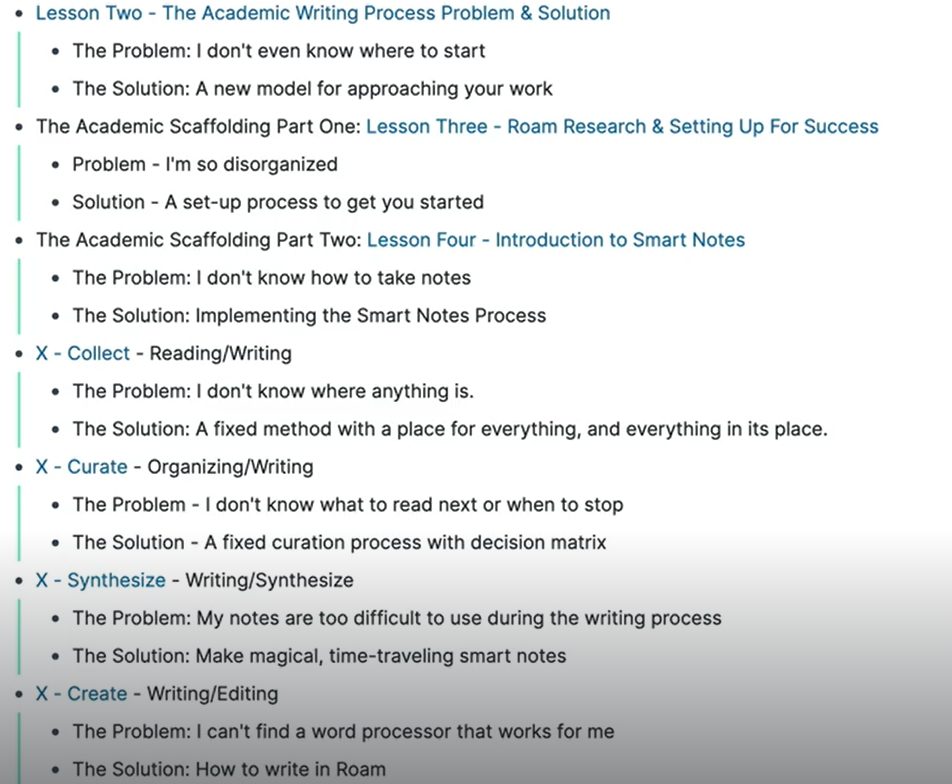 Lesson Two - The Academic Writing Process Problem & Solution
The Problem: I don't even know where to start
The Solution: A new model for approaching your work
The Academic Scaffolding Part One: Lesson Three - Roam Research & Setting Up For Success
Problem - I'm so disorganized
Solution - A set-up process to get you started
The Academic Scaffolding Part Two: Lesson Four - Introduction to Smart Notes
The Problem: I don't know how to take notes
The Solution: Implementing the Smart Notes Process
X - Collect - Reading/Writing
The Problem: I don't know where anything is.
The Solution: A fixed method with a place for everything, and everything in its place.
X - Curate - Organizing/Writing
The Problem - I don't know what to read next or when to stop
The Solution - A fixed curation process with decision matrix
X - Synthesize - Writing/Synthesize
The Problem: My notes are too difficult to use during the writing process
The Solution: Make magical, time-traveling smart notes
X - Create - Writing/Editing
The Problem: I can't find a word processor that works for me
The Solution: How to write in Roam